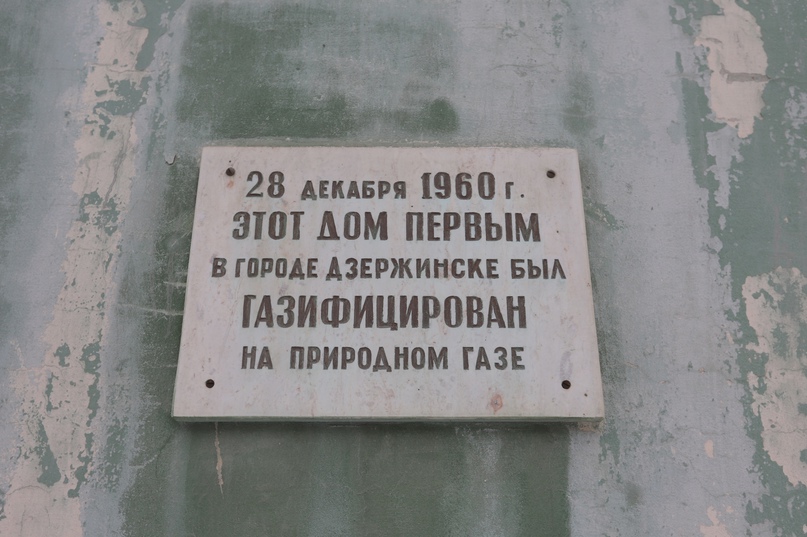 28 ДЕКАБРЯ 1960 Г.
ЭТОТ ДОМ ПЕРВЫМ
В ГОРОДЕ ДЗЕРЖИНСКЕ БЫЛ
ГАЗИФИЦИРОВАН
НА ПРИРОДНОМ ГАЗЕ